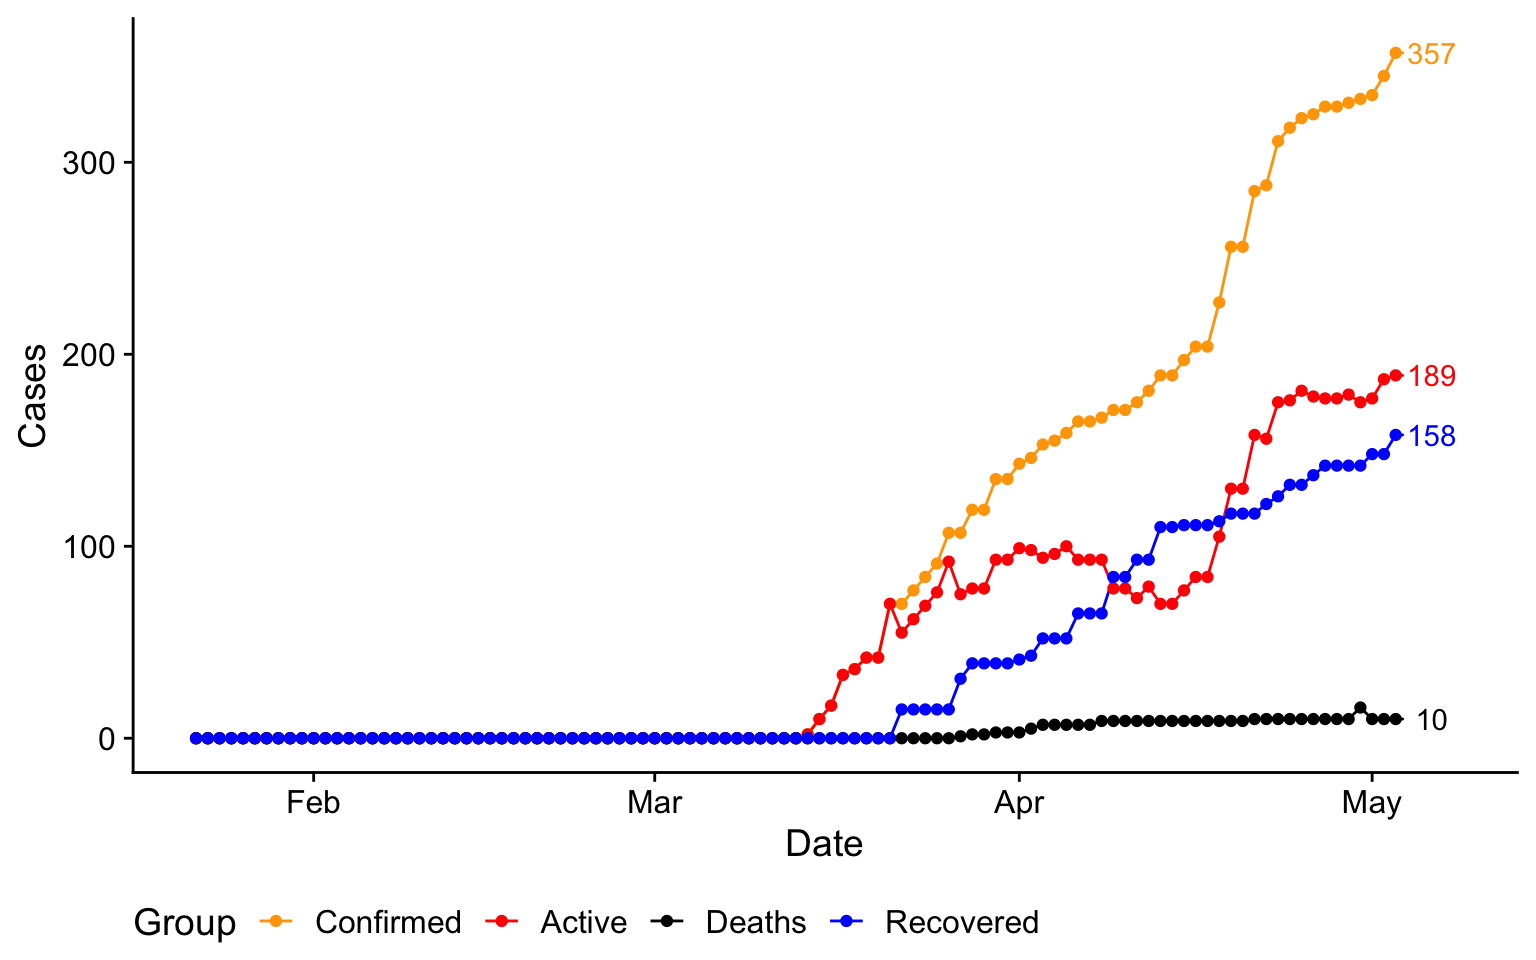 357
300
Cases
200
189
158
100
10
0
Feb Mar Apr May
Date
Group Confirmed Active Deaths Recovered